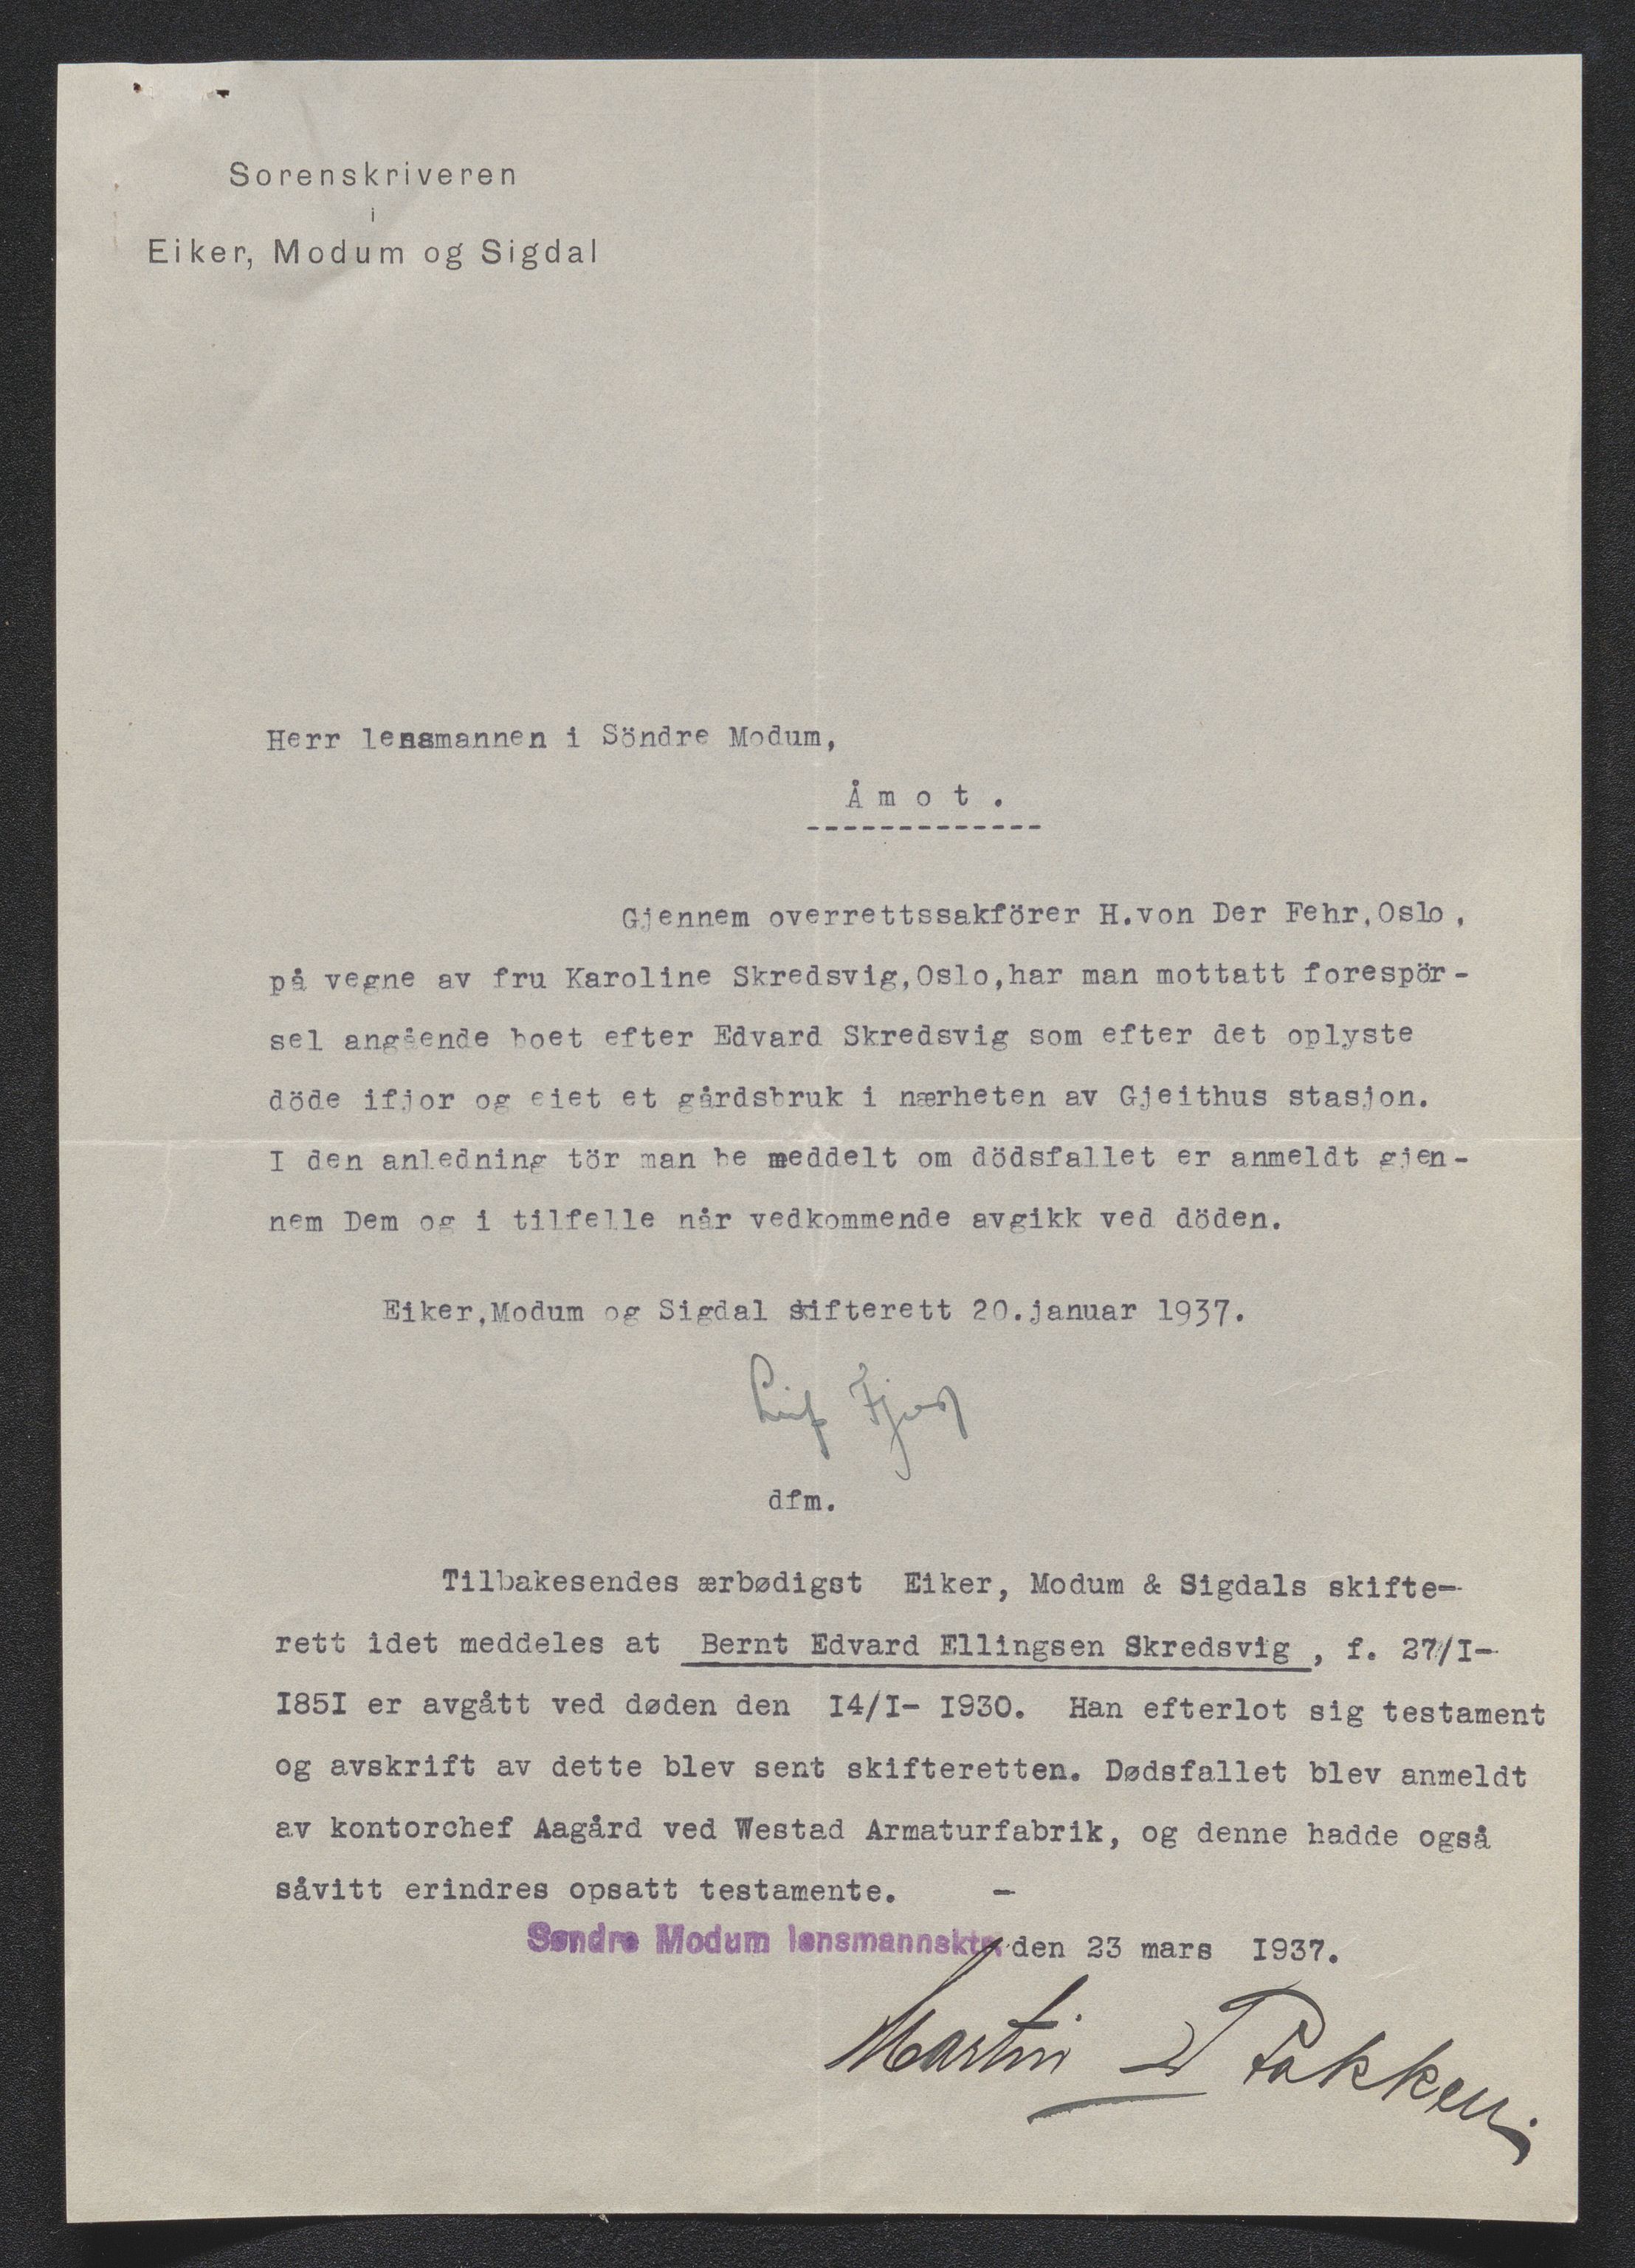 Sorenskriveren
i
Eiker, Modum og Sigdal
Herr lensmannen i Söndre Modum,
Åmot.
Gjennem overrettssakförer H.von Der Fehr,Oslo,
på vegne av fru Karoline Skredsvig,Oslo,har man mottatt forespör-
sel angående boet efter Edvard Skredsvig som efter det oplyste
döde ifjor og eiet et gårdsbruk i nærheten av Gjeithus stasjon.
I den anledning tör man be meddelt om dödsfallet er anmeldt gjen-
nem Dem og i tilfelle når vedkommende avgikk ved döden.
Eiker,Modum og Sigdal skifterett 20.januar 1937.
Leif
dfm.
Tilbakesendes ærbødigst Eiker, Modum & Sigdals skifte-
rett idet meddeles at Bernt Edvard Ellingsen Skredsvig , f. 27/I-
I85I er avgått ved døden den I4/I- I930. Han efterlot sig testament
og avskrift av dette blev sent skifteretten. Dødsfallet blev anmeldt
av kontorchef Aagård ved Westad Armaturfabrik, og denne hadde også
såvitt erindres opsatt testamente. -
Søndre Modum lensmannsktr. den 23 mars I937.
Martin